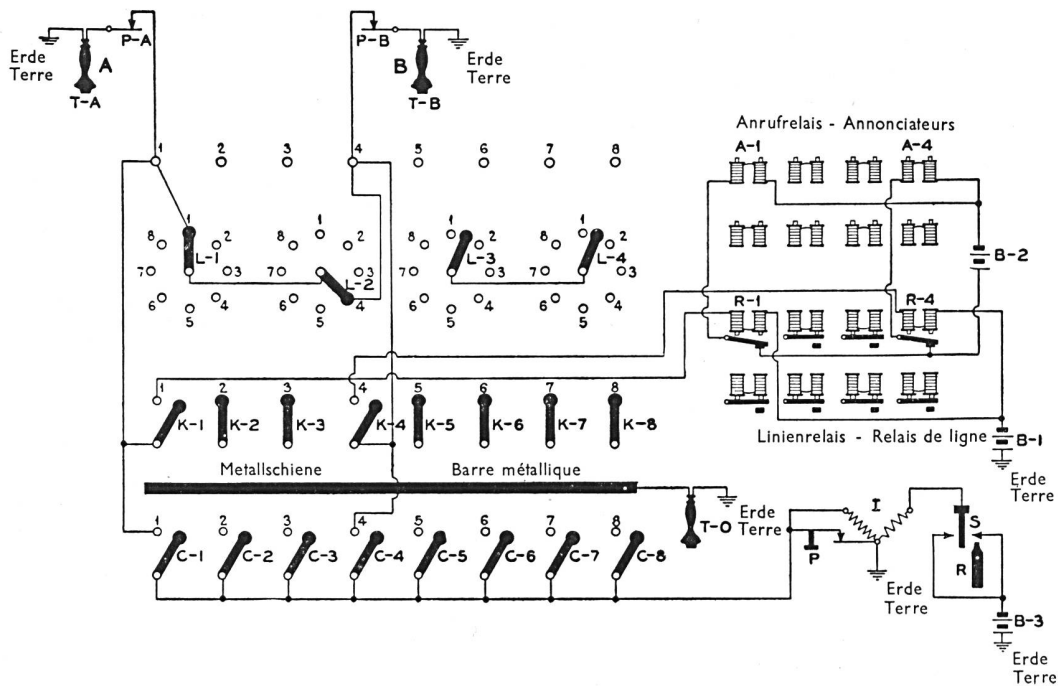 P-A
P-B
Erde
Terre
A
T-A
B
T-B
Erde
Terre
1 2 3 4 5 6 7 8
Anrufrelais - Annonciateurs
A-1 A-4
1 2 3 4 5 6 7 8
L-1
1 2 3 4 5 6 7 8
L-2
1 2 3 4 5 6 7 8
L-3
1 2 3 4 5 6 7 8
L-4
B-2
R-1 R-4
1 2 3 4 5 6 7 8
K-1 K-2 K-3 K-4 K-5 K-6 K-7 K-8
Linienrelais - Relais de ligne
B-1
Erde
Terre
Metallschiene Barre métallique
T-O
Erde
Terre
1 2 3 4 5 6 7 8
C-1 C-2 C-3 C-4 C-5 C-6 C-7 C-8
I
P
S
R
Erde
Terre
B-3
Erde
Terre